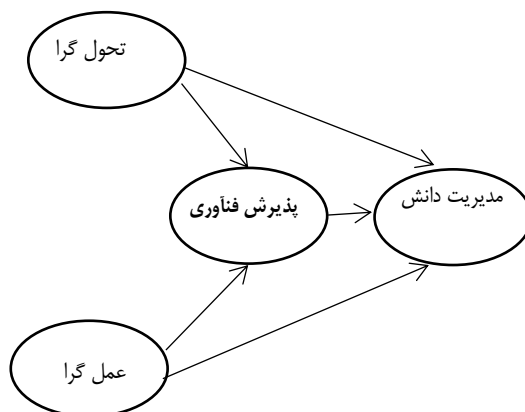 تحول گرا
پذیرش فنآوری
مدیریت دانش
عمل گرا